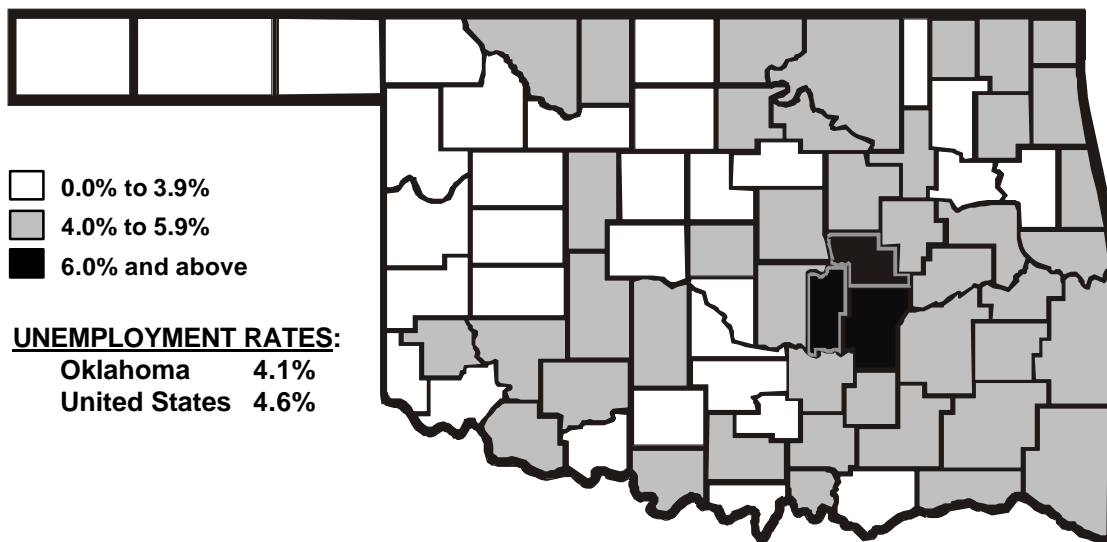 0.0% to 3.9%
4.0% to 5.9%
6.0% and above
UNEMPLOYMENT RATES:
Oklahoma 4.1%
United States 4.6%